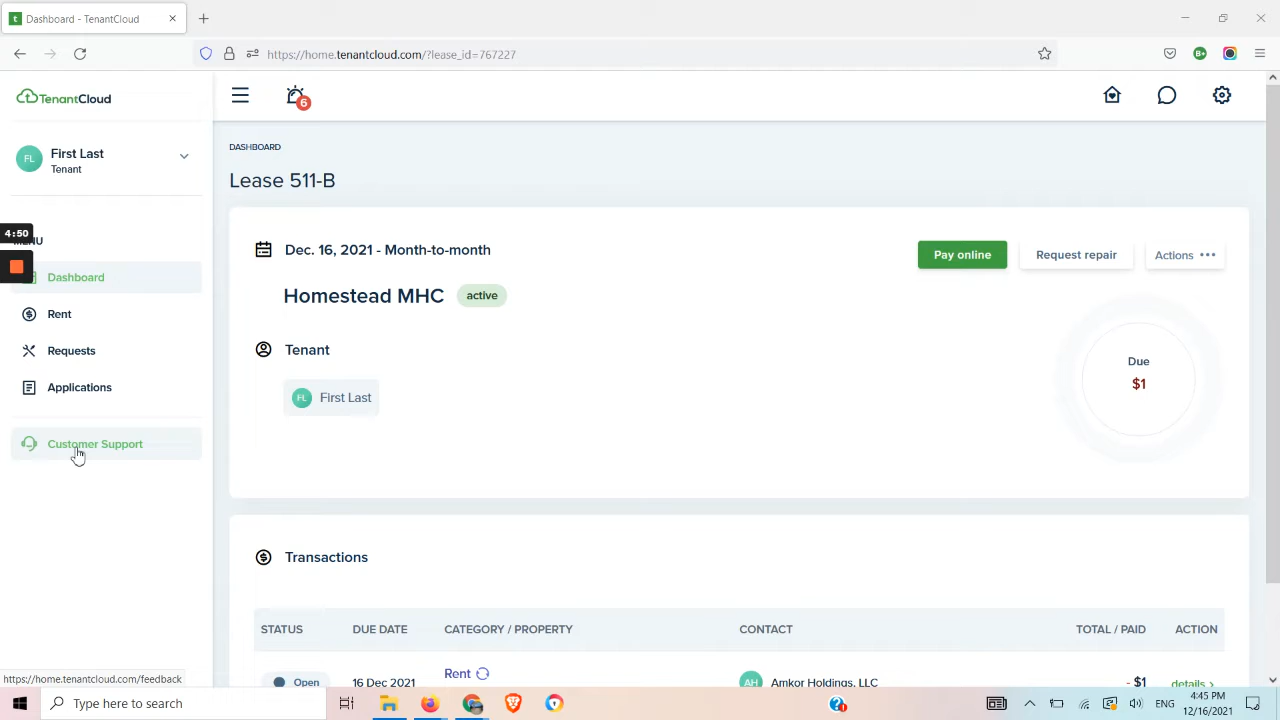 Dashboard - TenantCloud
https://home.tenantcloud.com/?lease_id=767227
TenantCloud
6
FL
First Last
Tenant
4:50
MENU
Dashboard
Rent
Requests
Applications
Customer Support
DASHBOARD
Lease 511-B
Dec. 16, 2021 - Month-to-month
Pay online
Request repair
Actions •••
Homestead MHC
active
Tenant
FL
First Last
Due
$1
Transactions
STATUS
DUE DATE
CATEGORY / PROPERTY
CONTACT
TOTAL / PAID
ACTION
Open
16 Dec 2021
Rent
AH
Amkor Holdings, LLC
- $1
details >
https://home.tenantcloud.com/feedback
Type here to search
ENG
4:45 PM
12/16/2021